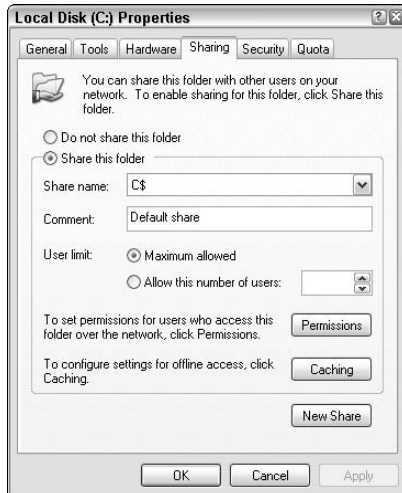 Local Disk (C:) Properties
General Tools Hardware Sharing Security Quota
You can share this folder with other users on your
network. To enable sharing for this folder, click Share this
folder.
Do not share this folder
Share this folder
Share name: C$
Comment: Default share
User limit: Maximum allowed
Allow this number of users:
To set permissions for users who access this
folder over the network, click Permissions.
Permissions
To configure settings for offline access, click
Caching.
Caching
New Share
OK Cancel Apply